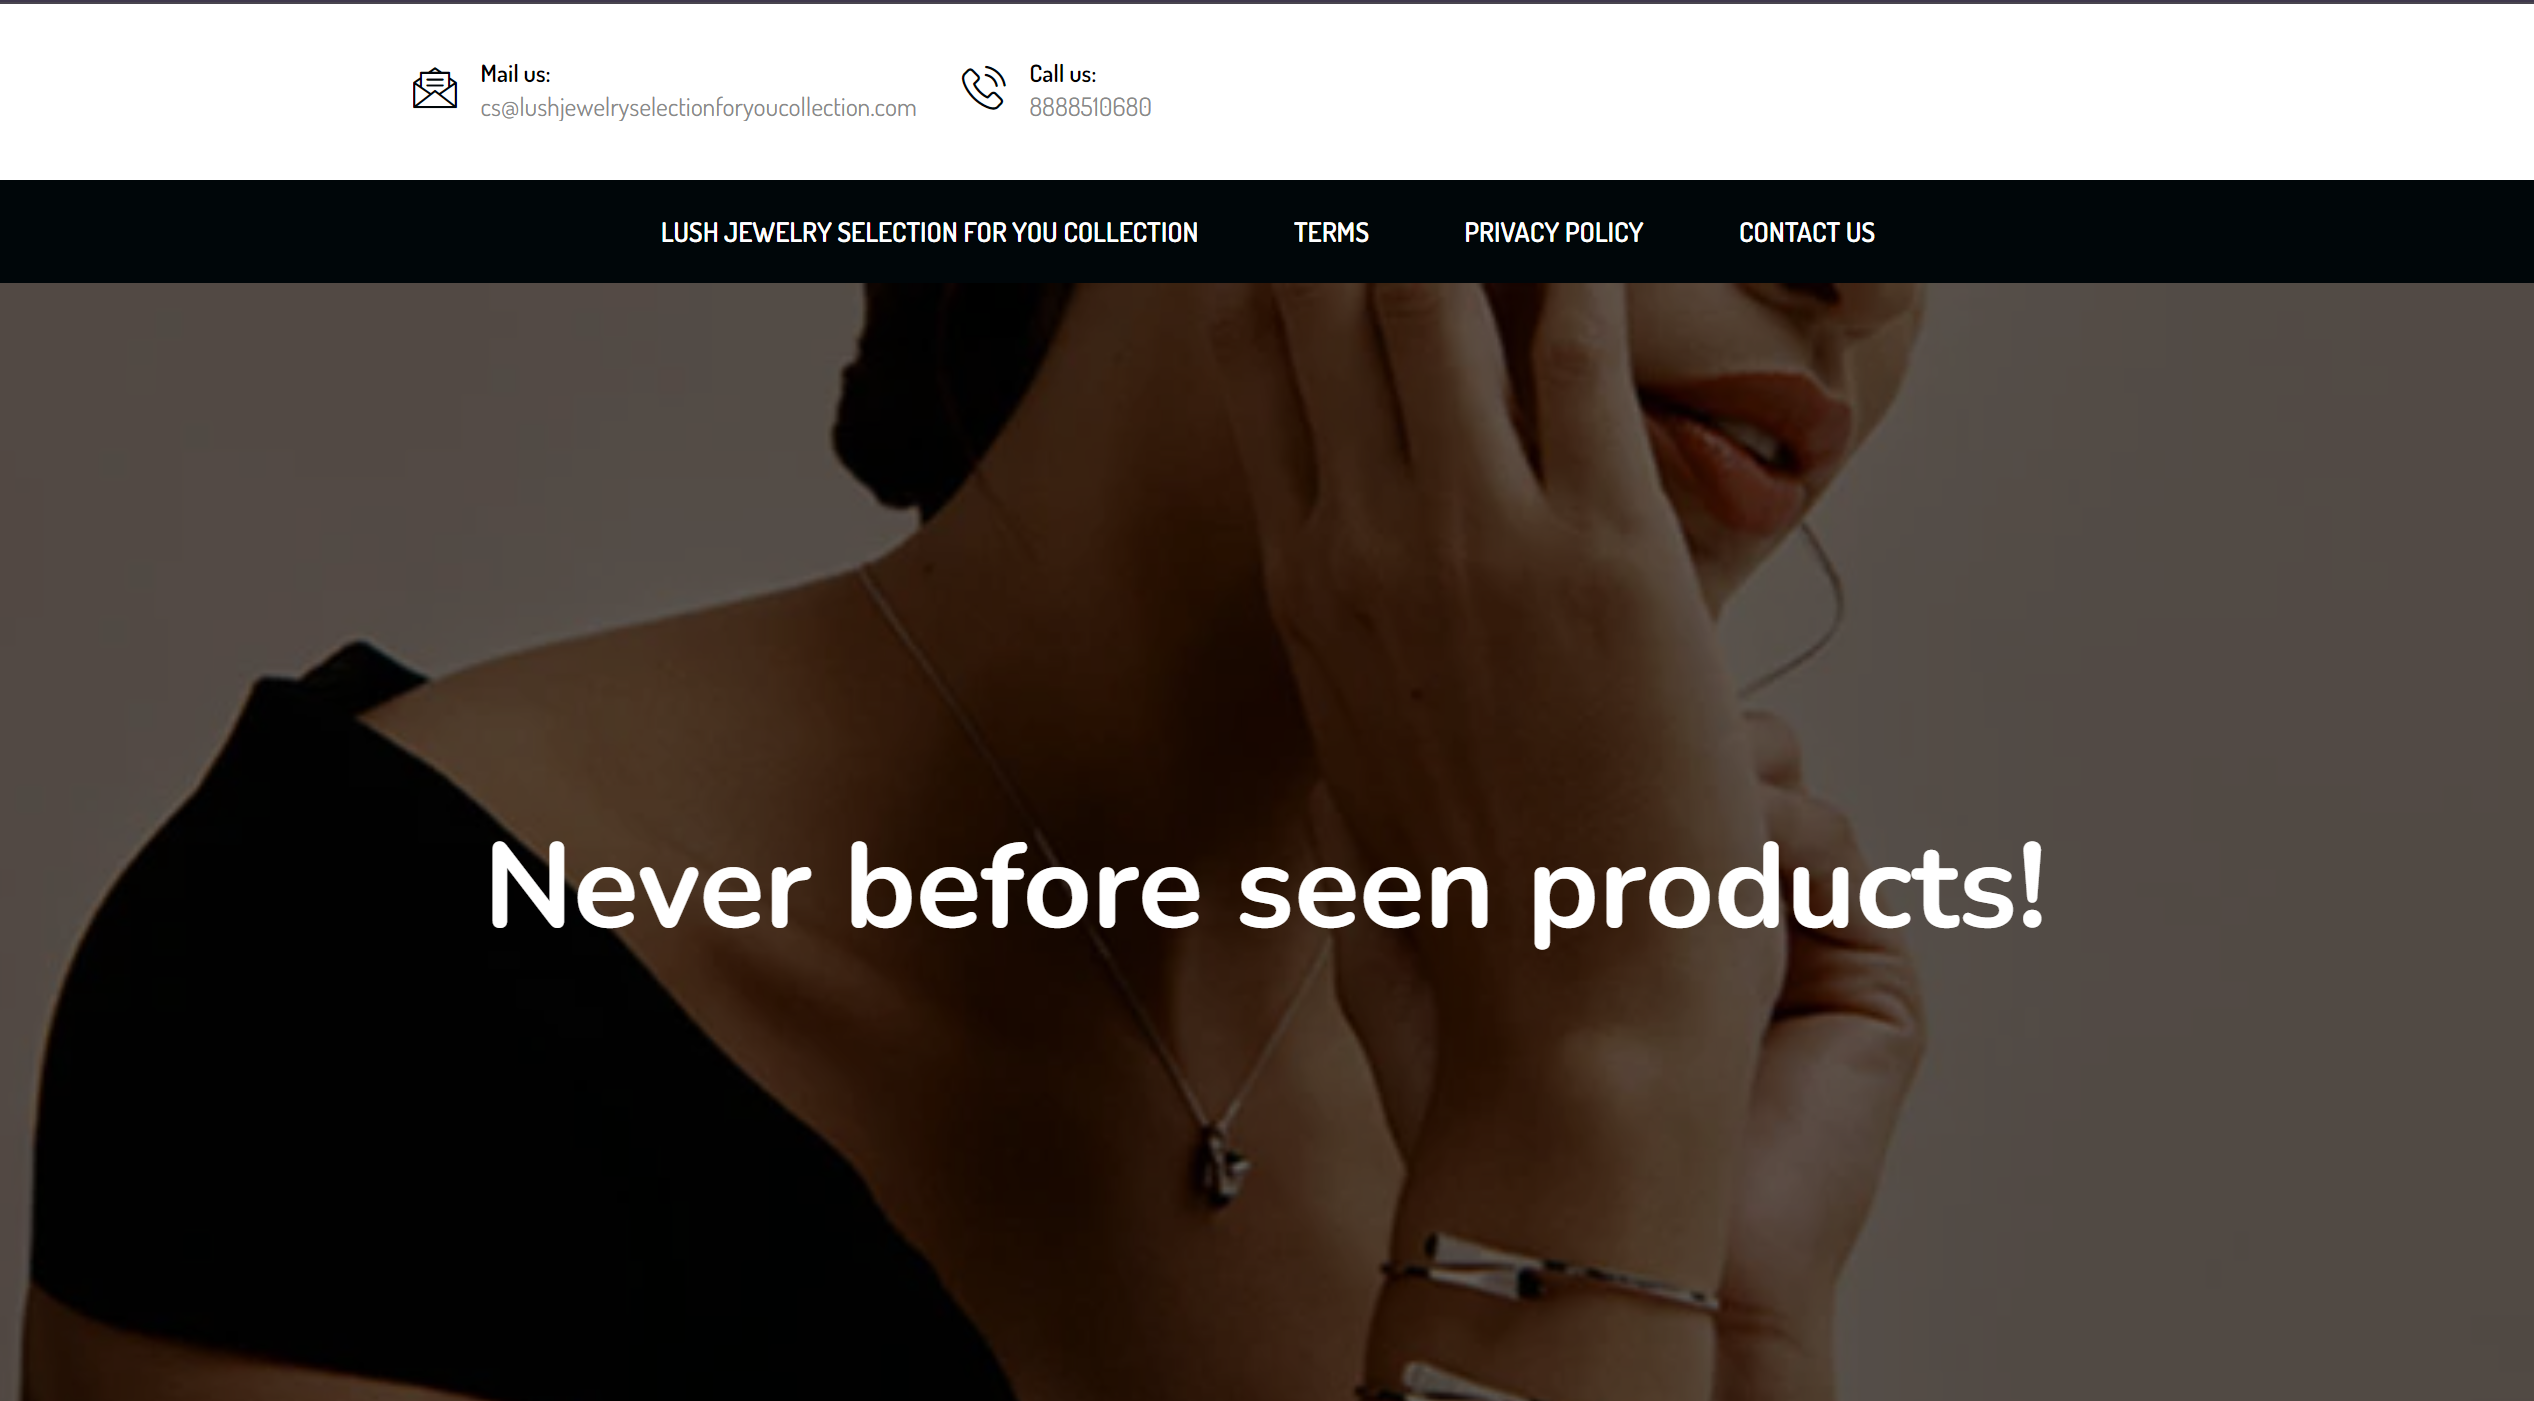 Mail us:
cs@lushjewelryselectionforyoucollection.com
Call us:
8888510680
LUSH JEWELRY SELECTION FOR YOU COLLECTION TERMS PRIVACY POLICY CONTACT US
Never before seen products!